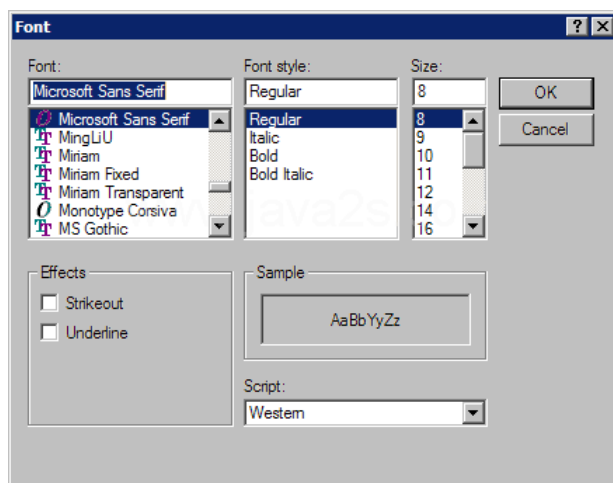 Font
Font:
Font style:
Size:
Microsoft Sans Serif
Regular
8
OK
Cancel
Microsoft Sans Serif
MingLiU
Miriam
Miriam Fixed
Miriam Transparent
Monotype Corsiva
MS Gothic
Regular
Italic
Bold
Bold Italic
8
9
10
11
12
14
16
Effects
Strikeout
Underline
Sample
AaBbYyZz
Script:
Western